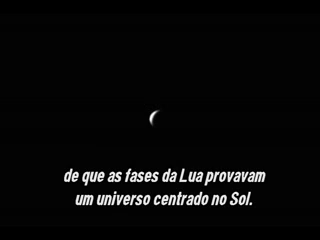 de que as fases da Lua provavam
um universo centrado no Sol.